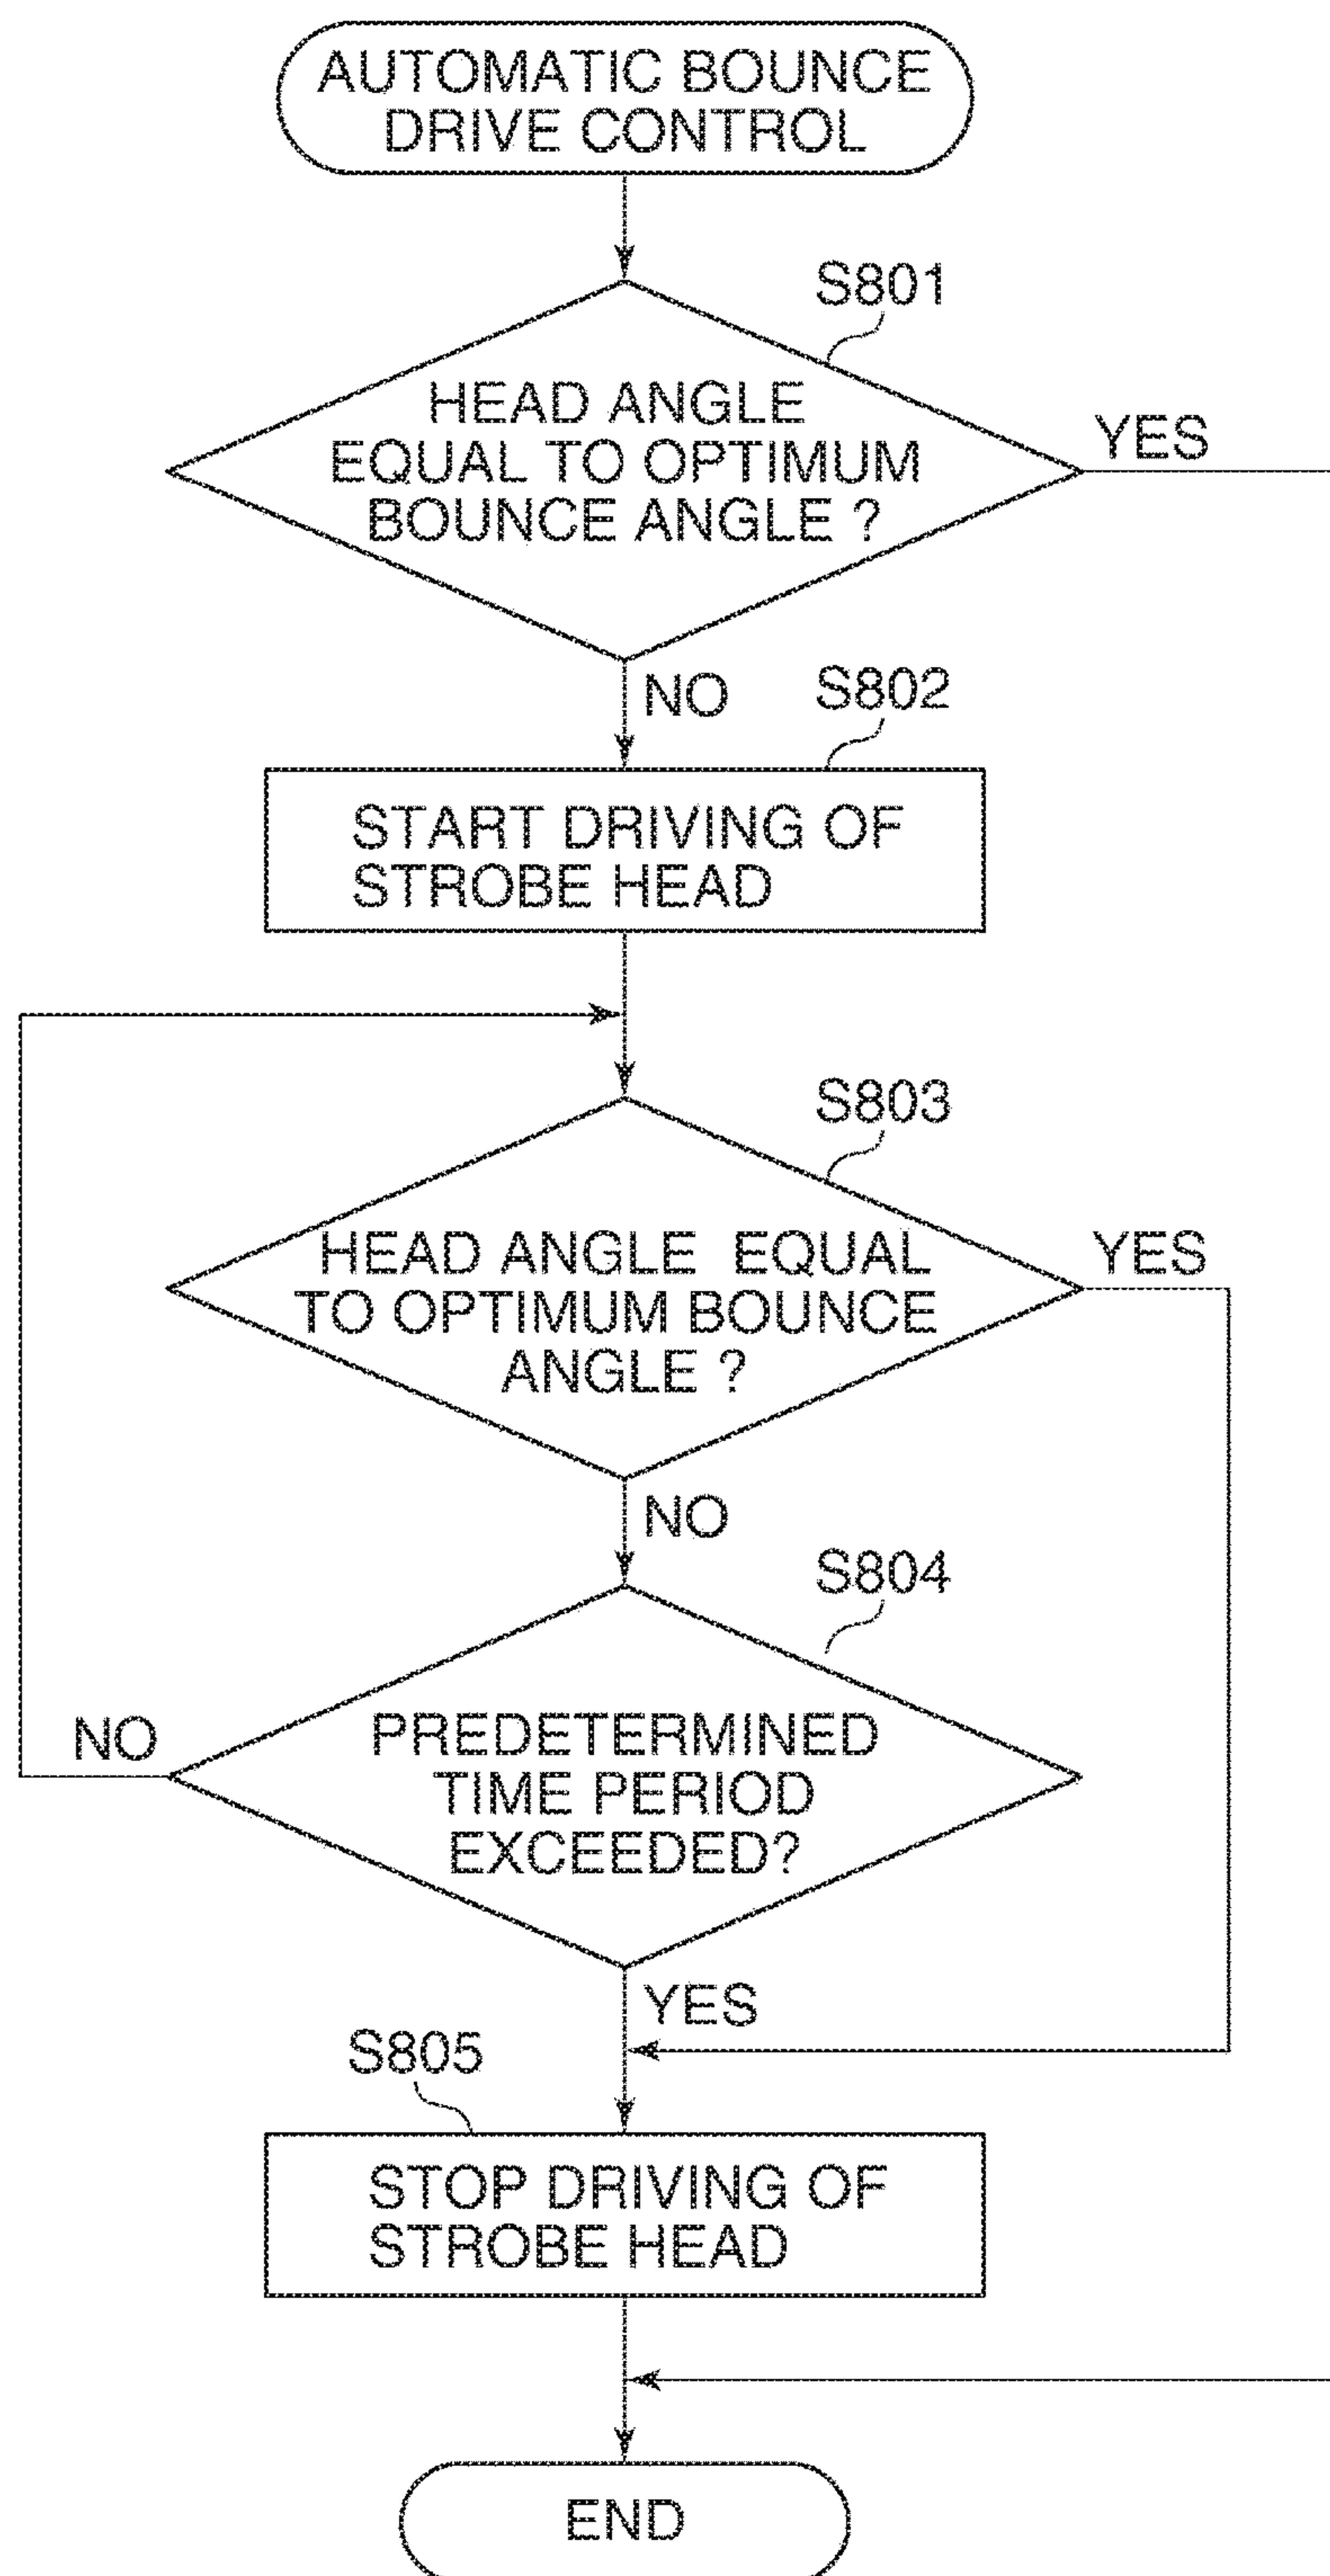 AUTOMATIC BOUNCE
DRIVE CONTROL
S801
HEAD ANGLE
EQUAL TO OPTIMUM
BOUNCE ANGLE ?
YES
NO
S802
START DRIVING OF
STROBE HEAD
S803
HEAD ANGLE EQUAL
TO OPTIMUM BOUNCE
ANGLE ?
YES
NO
S804
PREDETERMINED
TIME PERIOD
EXCEEDED?
NO
YES
S805
STOP DRIVING OF
STROBE HEAD
END